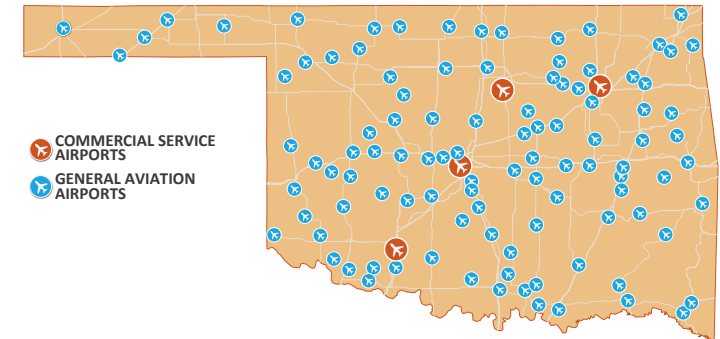 COMMERCIAL SERVICE
AIRPORTS
GENERAL AVIATION
AIRPORTS